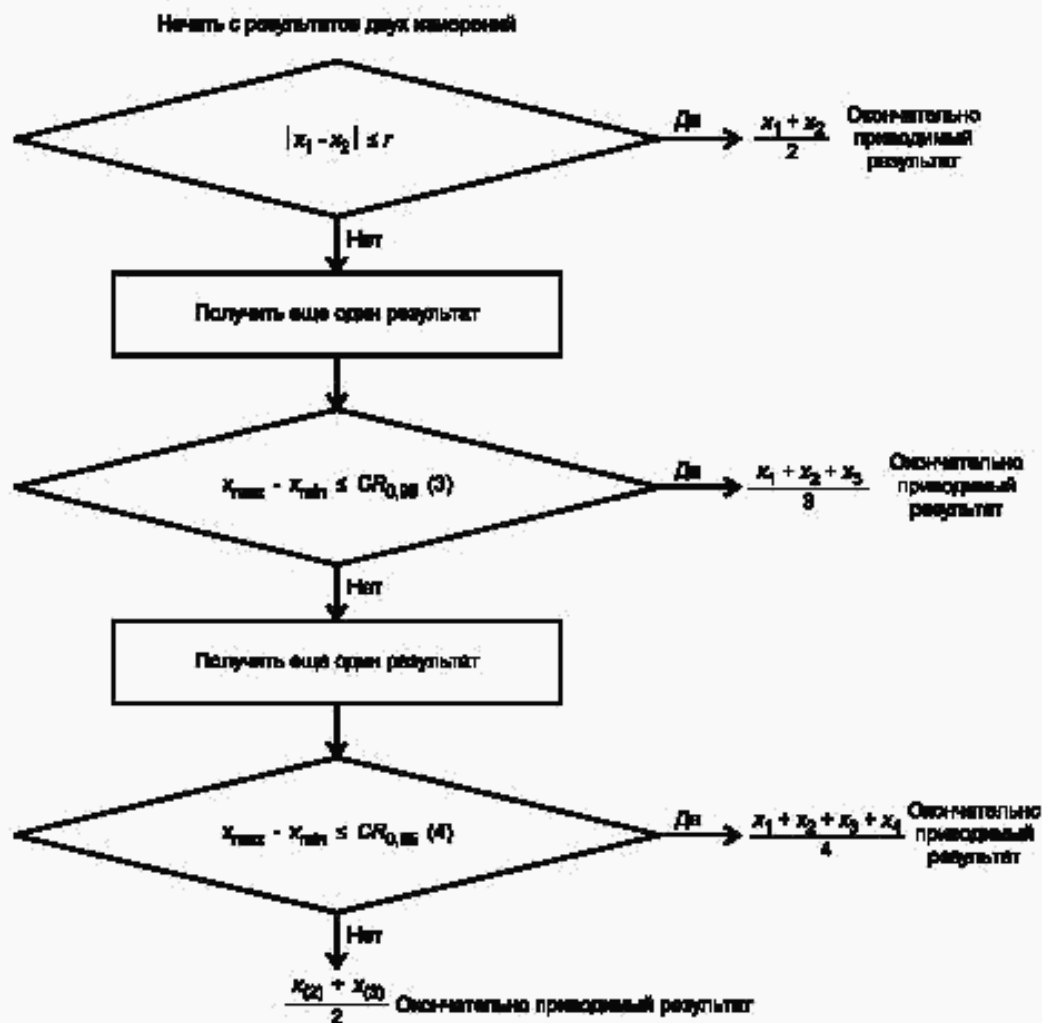 Начать с результатов двух измерений
|x₁ - x₂| ≤ r
Да
x₁ + x₂
2
Окончательно
приводимый
результат
Нет
Получить еще один результат
xmax - xmin ≤ CR0,95 (3)
Да
x₁ + x₂ + x₃
3
Окончательно
приводимый
результат
Нет
Получить еще один результат
xmax - xmin ≤ CR0,95 (4)
Да
x₁ + x₂ + x₃ + x₄
4
Окончательно
приводимый
результат
Нет
x(2) + x(3)
2
Окончательно приводимый результат